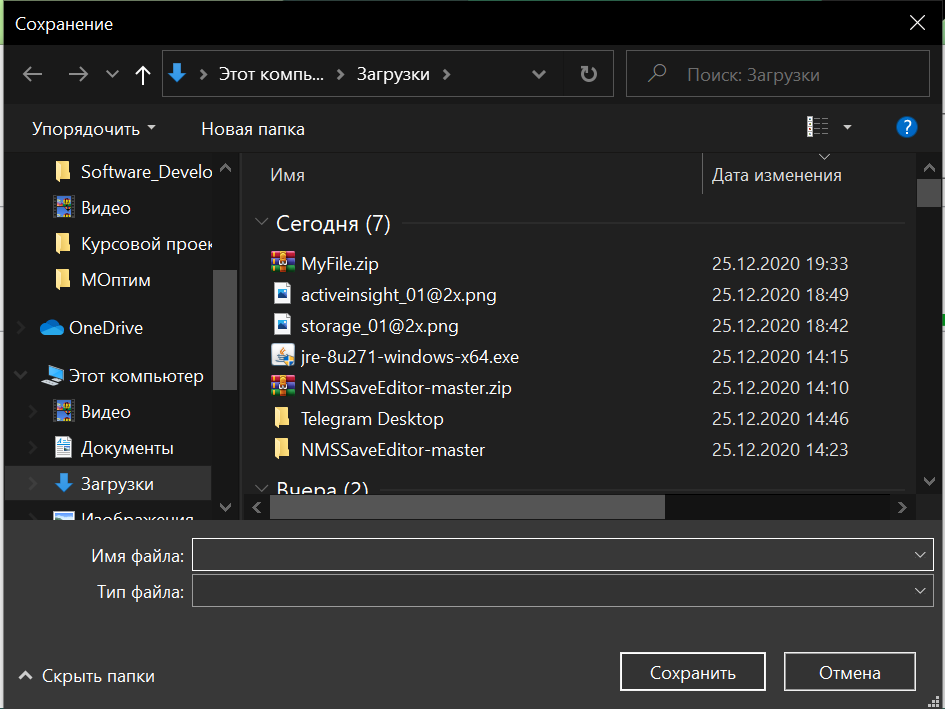 Сохранение
Этот компь... Загрузки
Поиск: Загрузки
Упорядочить Новая папка
?
Software_Develo
Видео
Курсовой проек
МОптим
OneDrive
Этот компьютер
Видео
Документы
Загрузки
Изображения
Имя Дата изменения
Сегодня (7)
MyFile.zip 25.12.2020 19:33
activeinsight_01@2x.png 25.12.2020 18:49
storage_01@2x.png 25.12.2020 18:42
jre-8u271-windows-x64.exe 25.12.2020 14:15
NMSSaveEditor-master.zip 25.12.2020 14:10
Telegram Desktop 25.12.2020 14:46
NMSSaveEditor-master 25.12.2020 14:23
Вчера (2)
Имя файла:
Тип файла:
Скрыть папки
Сохранить Отмена